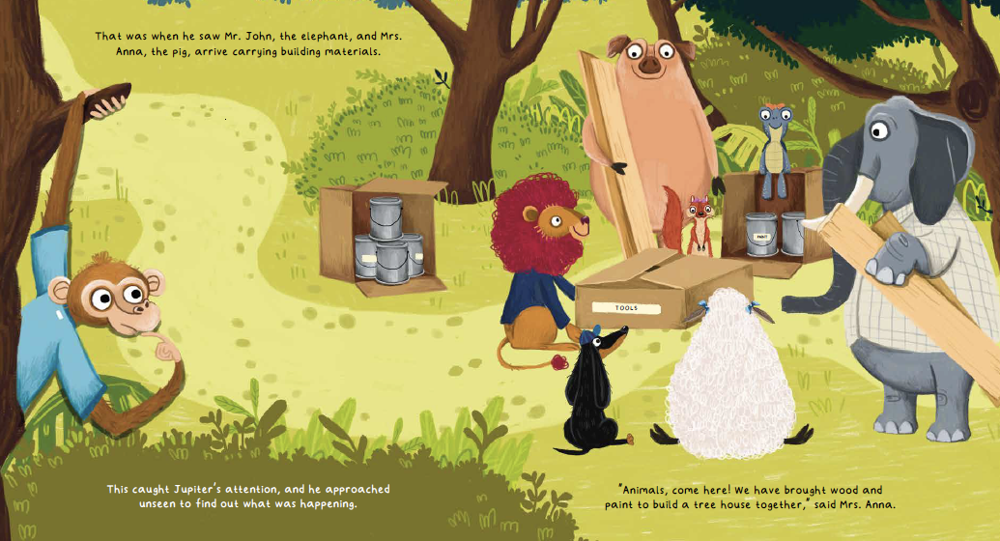 That was when he saw Mr. John, the elephant, and Mrs.
Anna, the pig, arrive carrying building materials.
TOOLS
PAINT
This caught Jupiter's attention, and he approached
unseen to find out what was happening.
"Animals, come here! We have brought wood and
paint to build a tree house together," said Mrs. Anna.